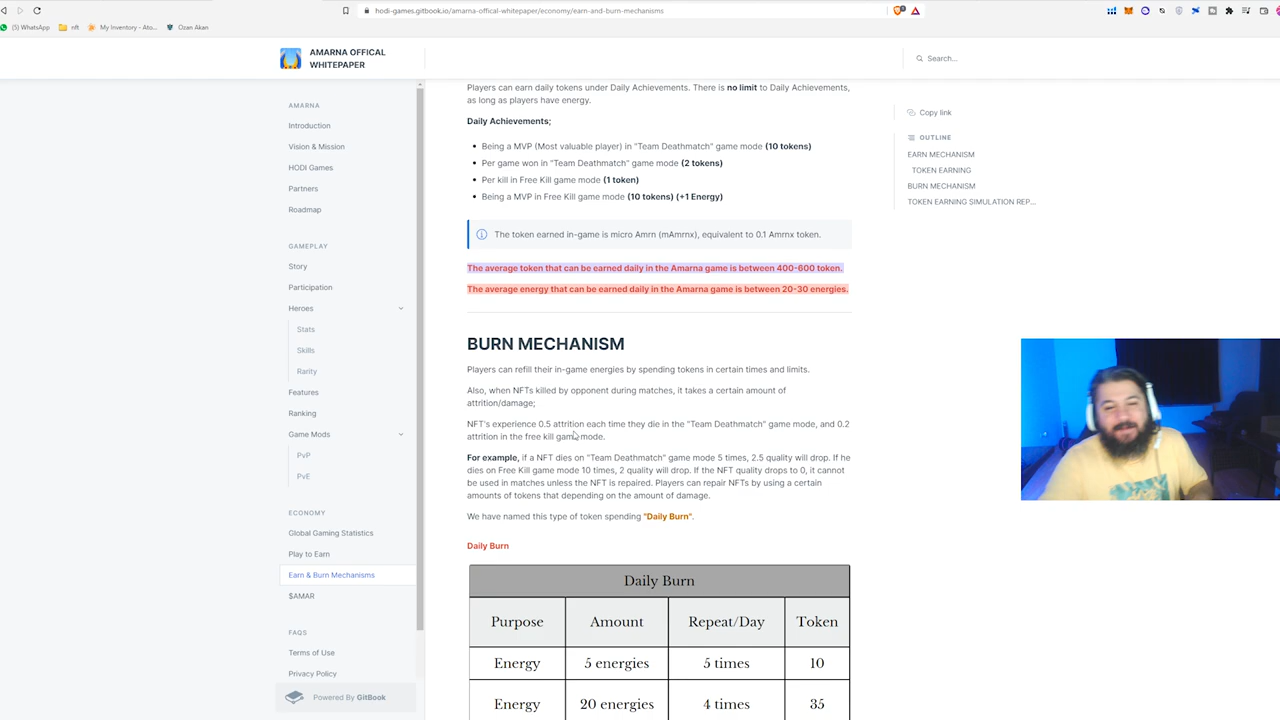 hodi-games.gitbook.io/amarna-offical-whitepaper/economy/earn-and-burn-mechanisms
(1) WhatsApp
nft
My Inventory - Ato...
Ozan Akan
AMARNA OFFICAL
WHITEPAPER
Search...
AMARNA
Introduction
Vision & Mission
HODI Games
Partners
Roadmap
GAMEPLAY
Story
Participation
Heroes
Stats
Skills
Rarity
Features
Ranking
Game Mods
PvP
PvE
ECONOMY
Global Gaming Statistics
Play to Earn
Earn & Burn Mechanisms
$AMAR
FAQS
Terms of Use
Privacy Policy
Powered By GitBook
Players can earn daily tokens under Daily Achievements. There is no limit to Daily Achievements,
as long as players have energy.
Daily Achievements;
Being a MVP (Most valuable player) in "Team Deathmatch" game mode (10 tokens)
Per game won in "Team Deathmatch" game mode (2 tokens)
Per kill in Free Kill game mode (1 token)
Being a MVP in Free Kill game mode (10 tokens) (+1 Energy)
The token earned in-game is micro Amrn (mAmrnx), equivalent to 0.1 Amrnx token.
The average token that can be earned daily in the Amarna game is between 400-600 token.
The average energy that can be earned daily in the Amarna game is between 20-30 energies.
BURN MECHANISM
Players can refill their in-game energies by spending tokens in certain times and limits.
Also, when NFTs killed by opponent during matches, it takes a certain amount of
attrition/damage;
NFT's experience 0.5 attrition each time they die in the "Team Deathmatch" game mode, and 0.2
attrition in the free kill game mode.
For example, if a NFT dies on "Team Deathmatch" game mode 5 times, 2.5 quality will drop. If he
dies on Free Kill game mode 10 times, 2 quality will drop. If the NFT quality drops to 0, it cannot
be used in matches unless the NFT is repaired. Players can repair NFTs by using a certain
amounts of tokens that depending on the amount of damage.
We have named this type of token spending "Daily Burn".
Daily Burn
Daily Burn
Purpose Amount Repeat/Day Token
Energy 5 energies 5 times 10
Energy 20 energies 4 times 35
Copy link
OUTLINE
EARN MECHANISM
TOKEN EARNING
BURN MECHANISM
TOKEN EARNING SIMULATION REP...